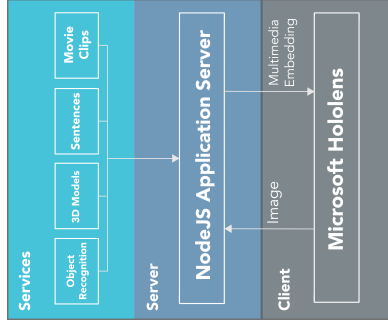 Services
Object
Recognition
3D Models
Sentences
Movie
Clips
Server
NodeJS Application Server
Client
Image
Multimedia
Embedding
Microsoft Hololens